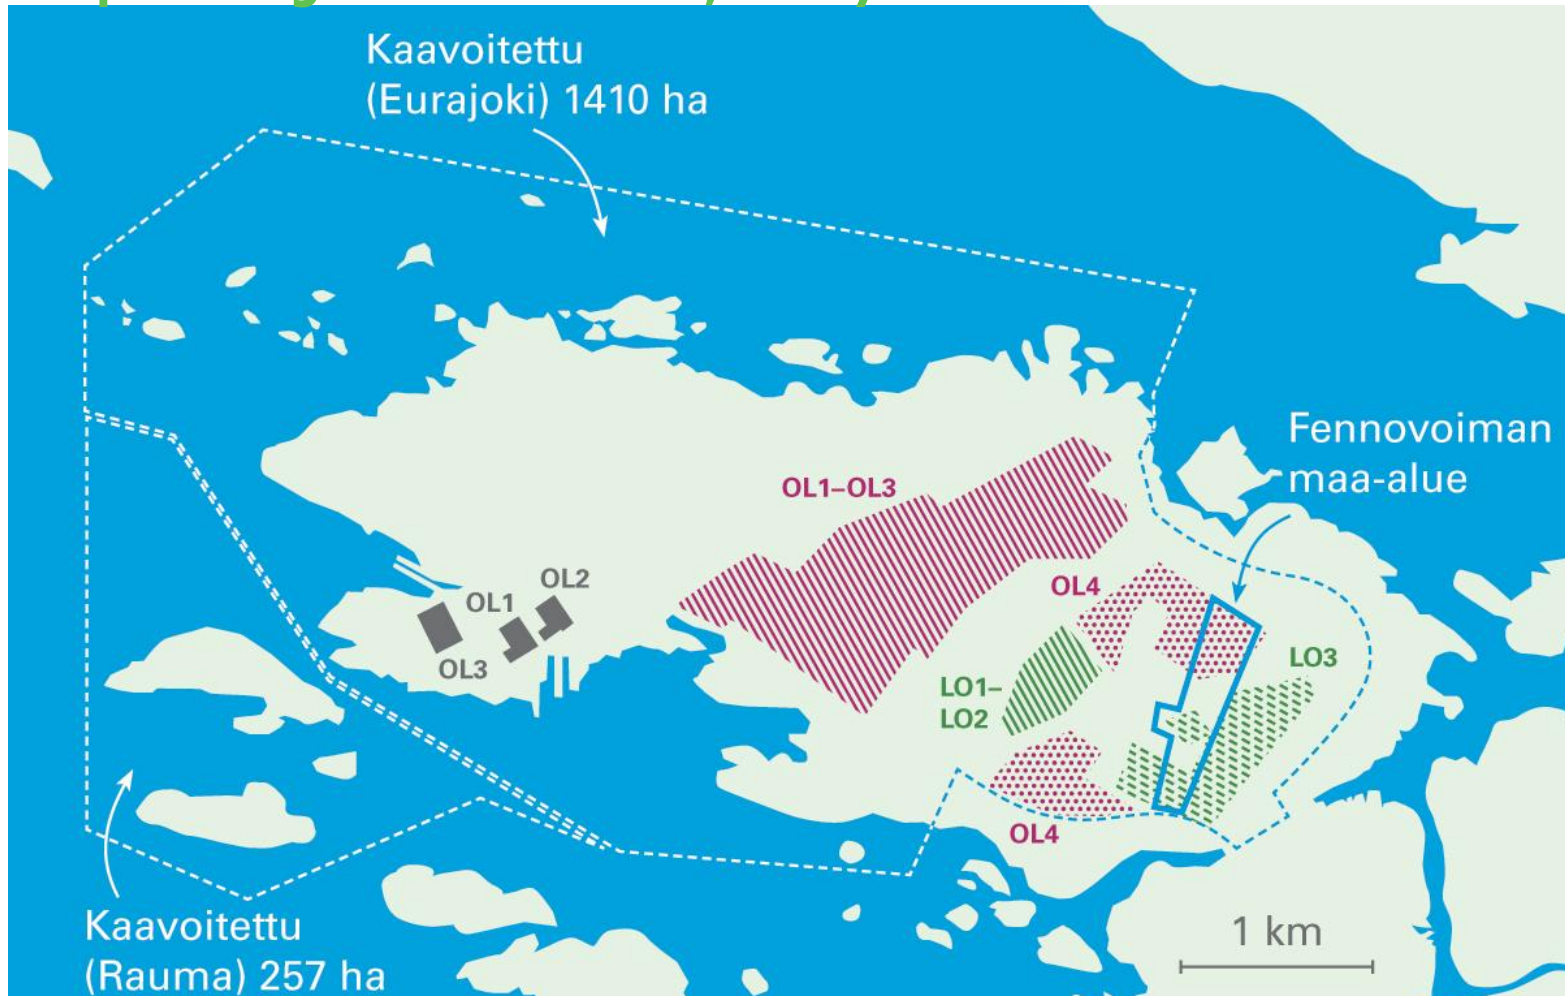 Kaavoitettu
(Eurajoki) 1410 ha
Fennovoiman
maa-alue
OL1–OL3
OL2
OL4
OL1
OL3
LO3
LO1–
LO2
OL4
Kaavoitettu
(Rauma) 257 ha
1 km